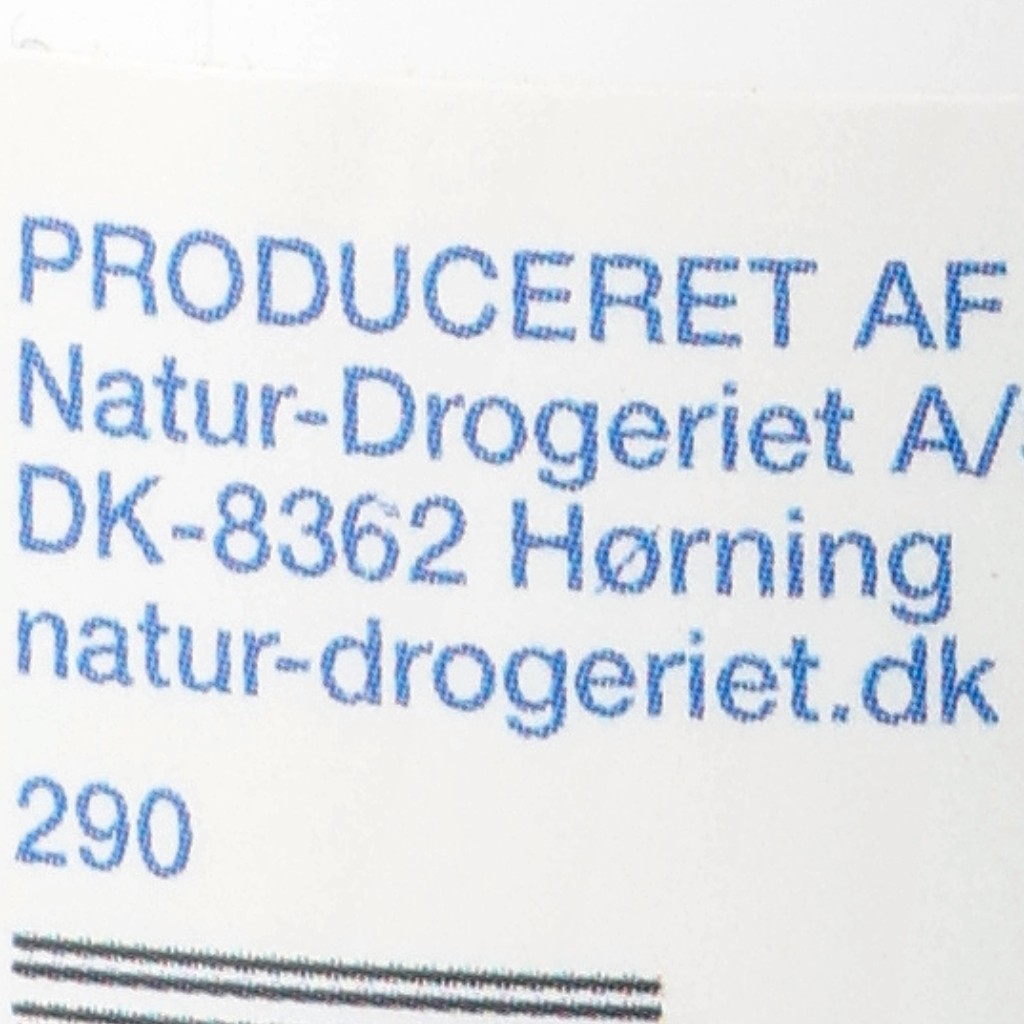 PRODUCERET AF
Natur-Drogeriet A/
DK-8362 Hørning
natur-drogeriet.dk
290